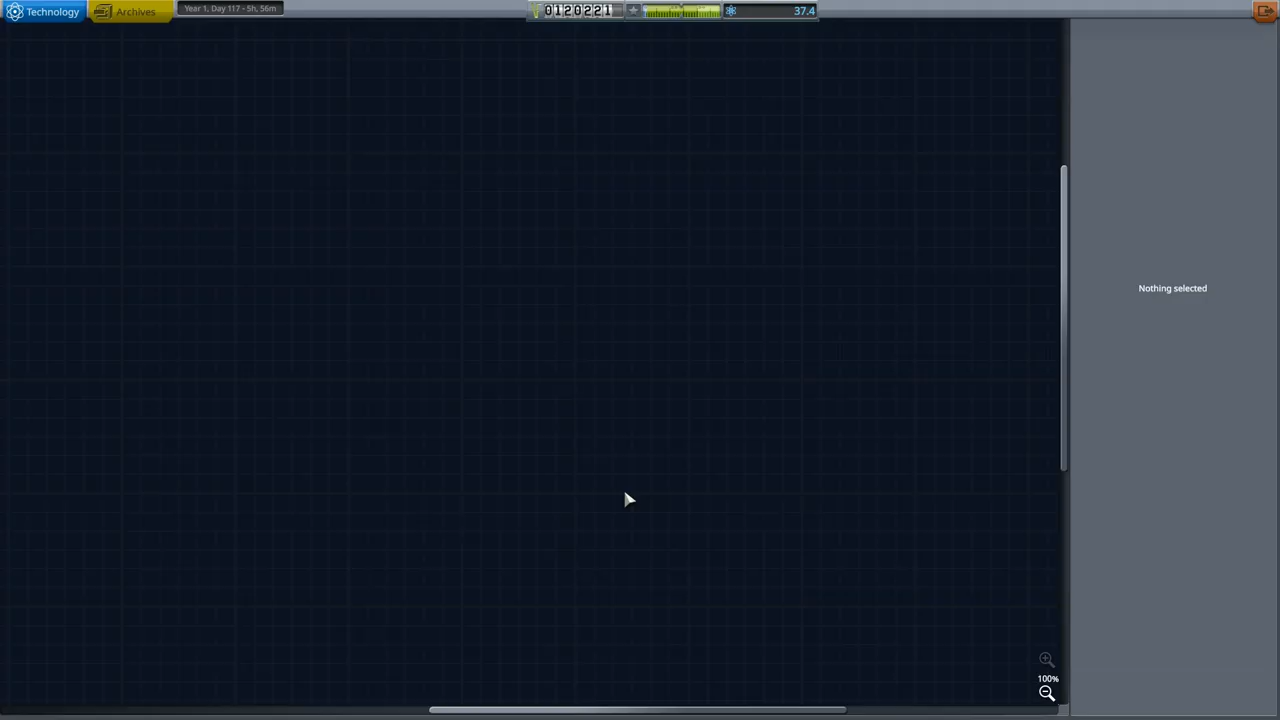 Technology
Archives
Year 1, Day 117 - 5h, 56m
0120221
37.4
Nothing selected
100%